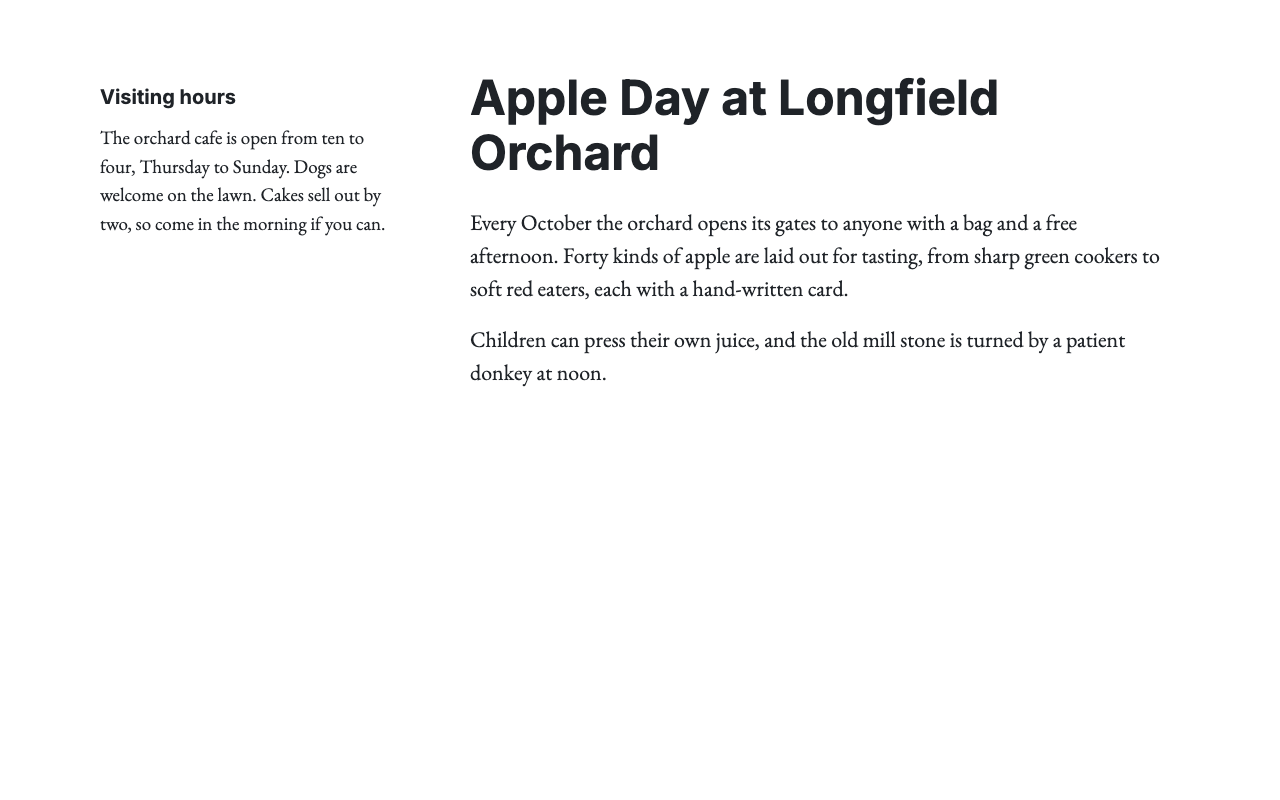 Visiting hours
The orchard cafe is open from ten to
four, Thursday to Sunday. Dogs are
welcome on the lawn. Cakes sell out by
two, so come in the morning if you can.
Apple Day at Longfield
Orchard
Every October the orchard opens its gates to anyone with a bag and a free
afternoon. Forty kinds of apple are laid out for tasting, from sharp green cookers to
soft red eaters, each with a hand-written card.
Children can press their own juice, and the old mill stone is turned by a patient
donkey at noon.